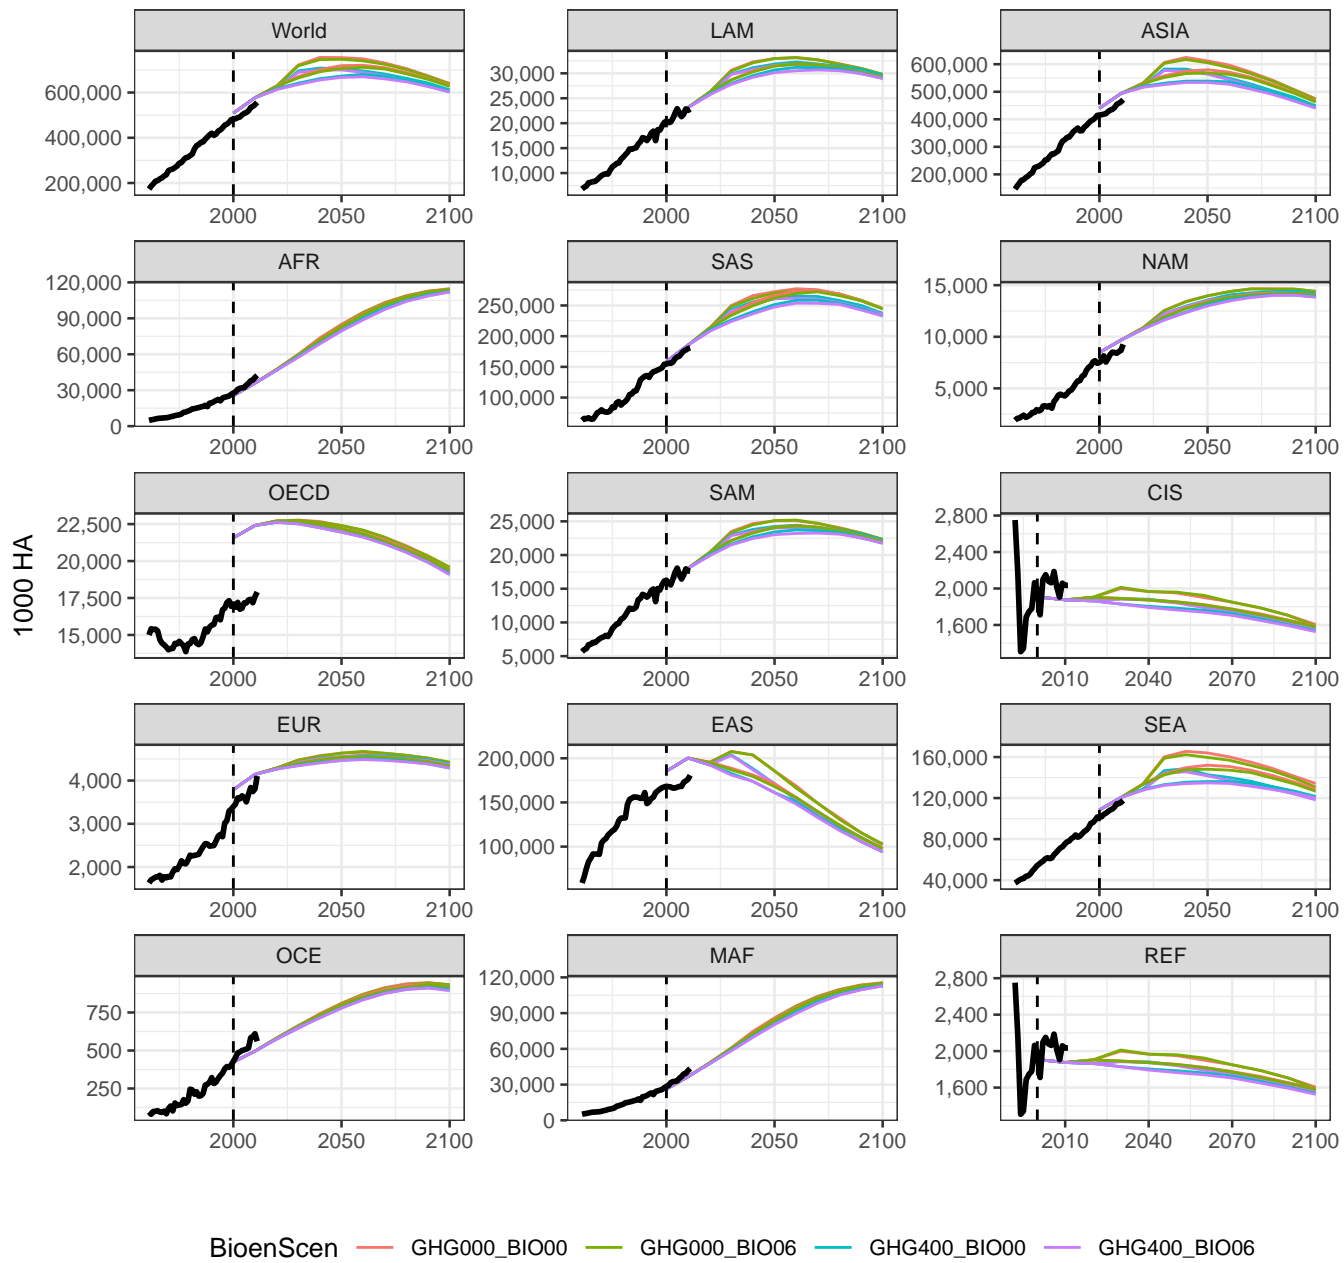 World LAM ASIA
600,000 400,000 200,000
30,000 25,000 20,000 15,000 10,000
600,000 500,000 400,000 300,000 200,000
2000 2050 2100 2000 2050 2100 2000 2050 2100
AFR SAS NAM
120,000 90,000 60,000 30,000 0
250,000 200,000 150,000 100,000
15,000 10,000 5,000
2000 2050 2100 2000 2050 2100 2000 2050 2100
OECD SAM CIS
1000 HA
22,500 20,000 17,500 15,000
25,000 20,000 15,000 10,000 5,000
2,800 2,400 2,000 1,600
2000 2050 2100 2000 2050 2100 2010 2040 2070 2100
EUR EAS SEA
4,000 3,000 2,000
200,000 150,000 100,000
160,000 120,000 80,000 40,000
2000 2050 2100 2000 2050 2100 2000 2050 2100
OCE MAF REF
750 500 250
120,000 90,000 60,000 30,000 0
2,800 2,400 2,000 1,600
2000 2050 2100 2000 2050 2100 2010 2040 2070 2100
BioenScen GHG000_BIO00 GHG000_BIO06 GHG400_BIO00 GHG400_BIO06